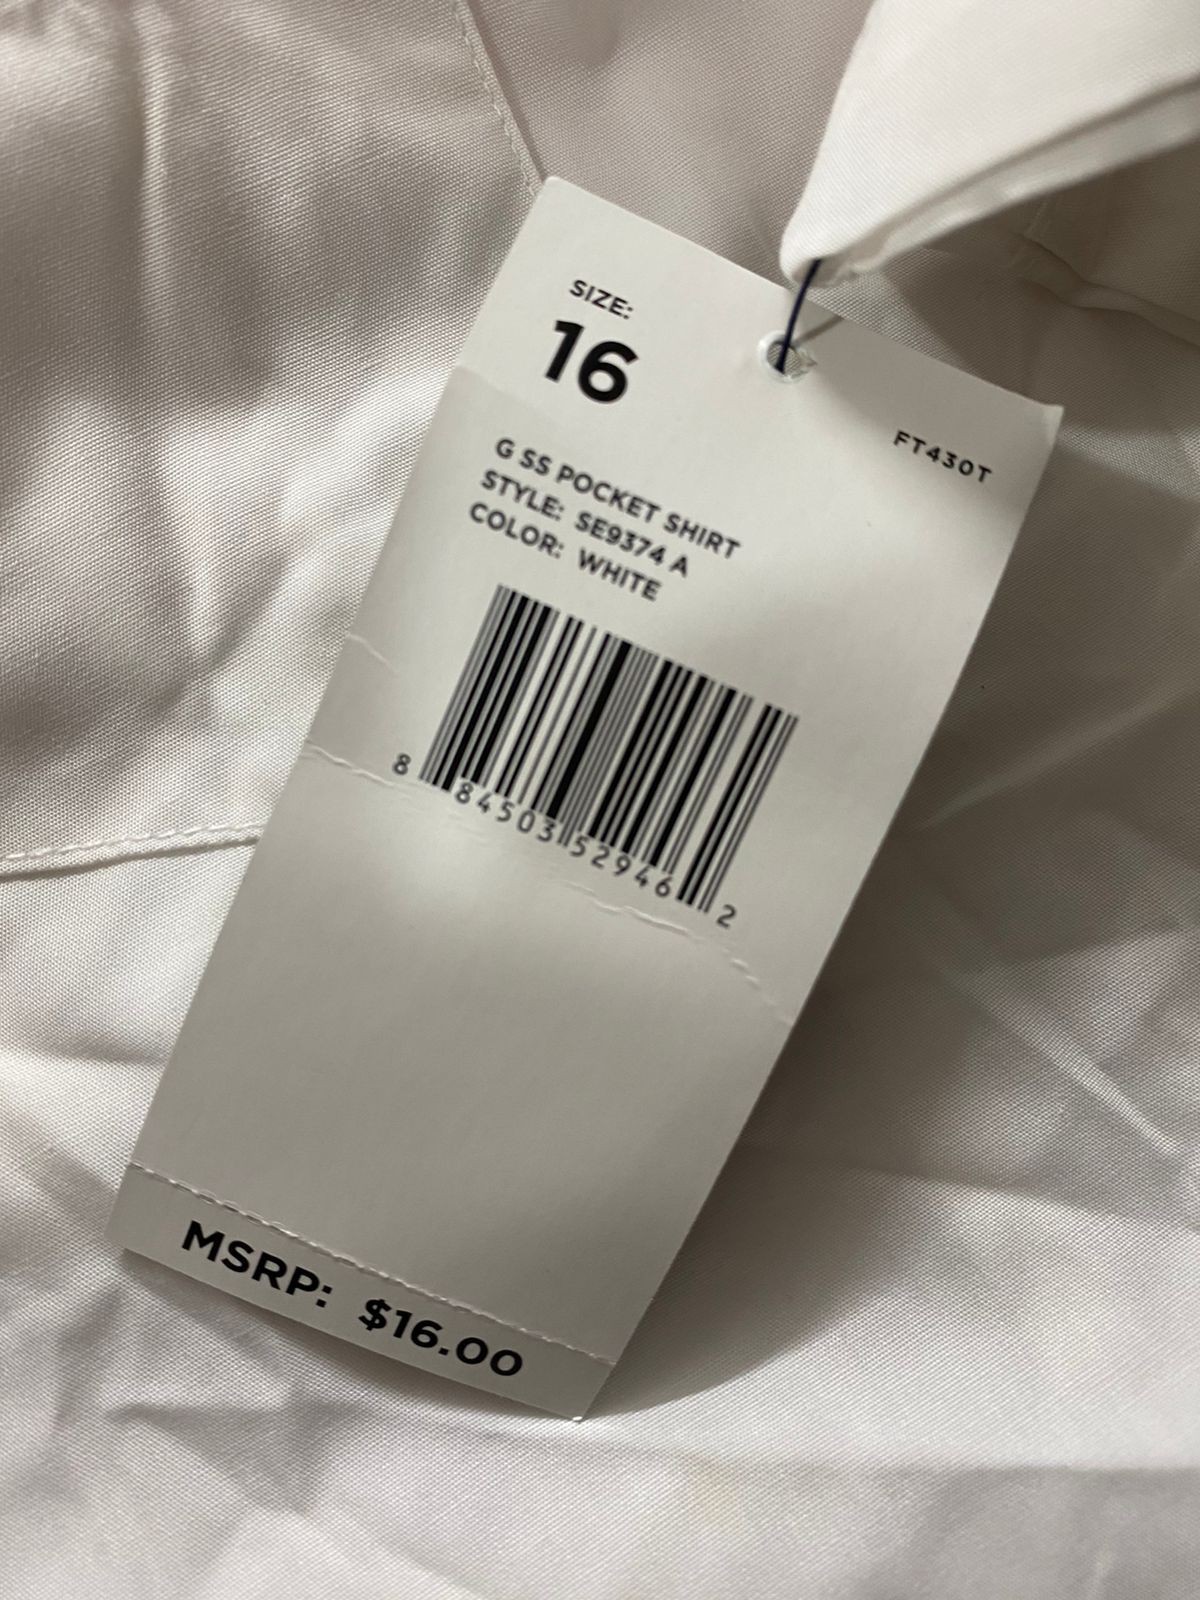 SIZE:
16
FT430T
G SS POCKET SHIRT
STYLE: SE9374 A
COLOR: WHITE
8 84503 52946 2
MSRP: $16.00